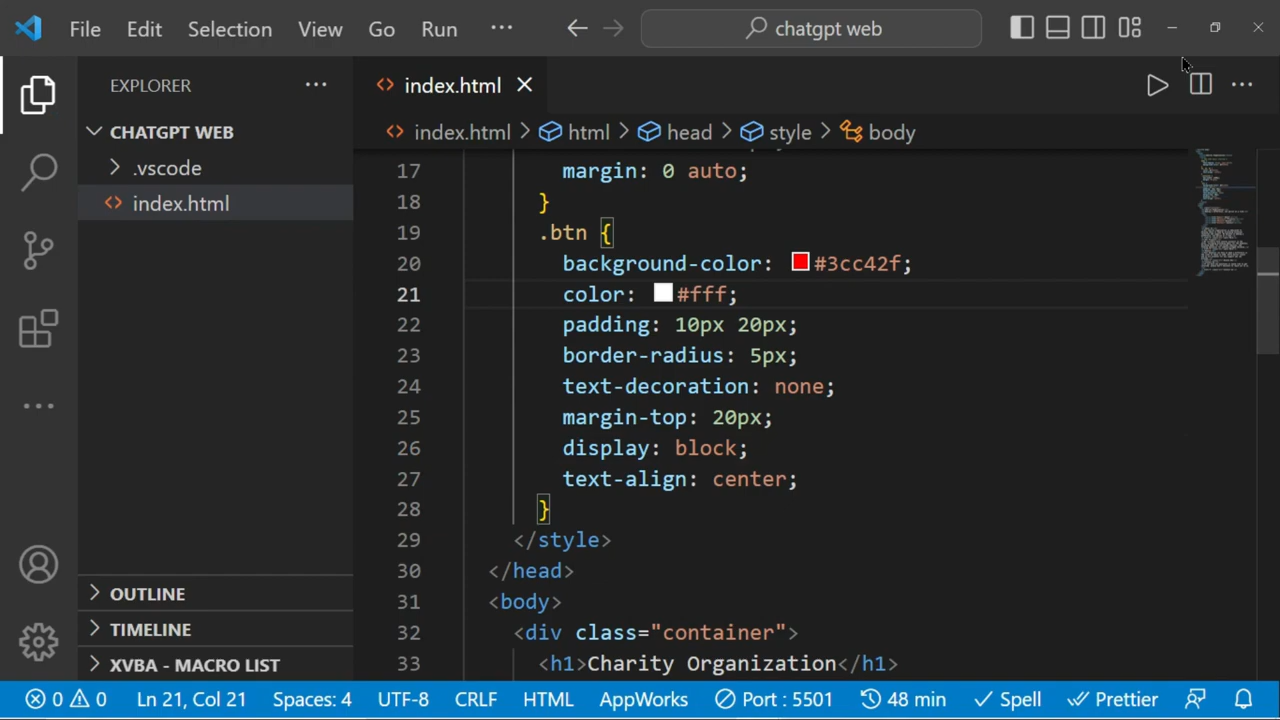 File Edit Selection View Go Run ··· chatgpt web
EXPLORER ···
index.html
CHATGPT WEB
.vscode
index.html
index.html > html > head > style > body
17 margin: 0 auto;
18 }
19 .btn {
20 background-color: #3cc42f;
21 color: #fff;
22 padding: 10px 20px;
23 border-radius: 5px;
24 text-decoration: none;
25 margin-top: 20px;
26 display: block;
27 text-align: center;
28 }
29 </style>
30 </head>
31 <body>
32 <div class="container">
33 <h1>Charity Organization</h1>
OUTLINE
TIMELINE
XVBA - MACRO LIST
0 0 Ln 21, Col 21 Spaces: 4 UTF-8 CRLF HTML AppWorks Port : 5501 48 min Spell Prettier